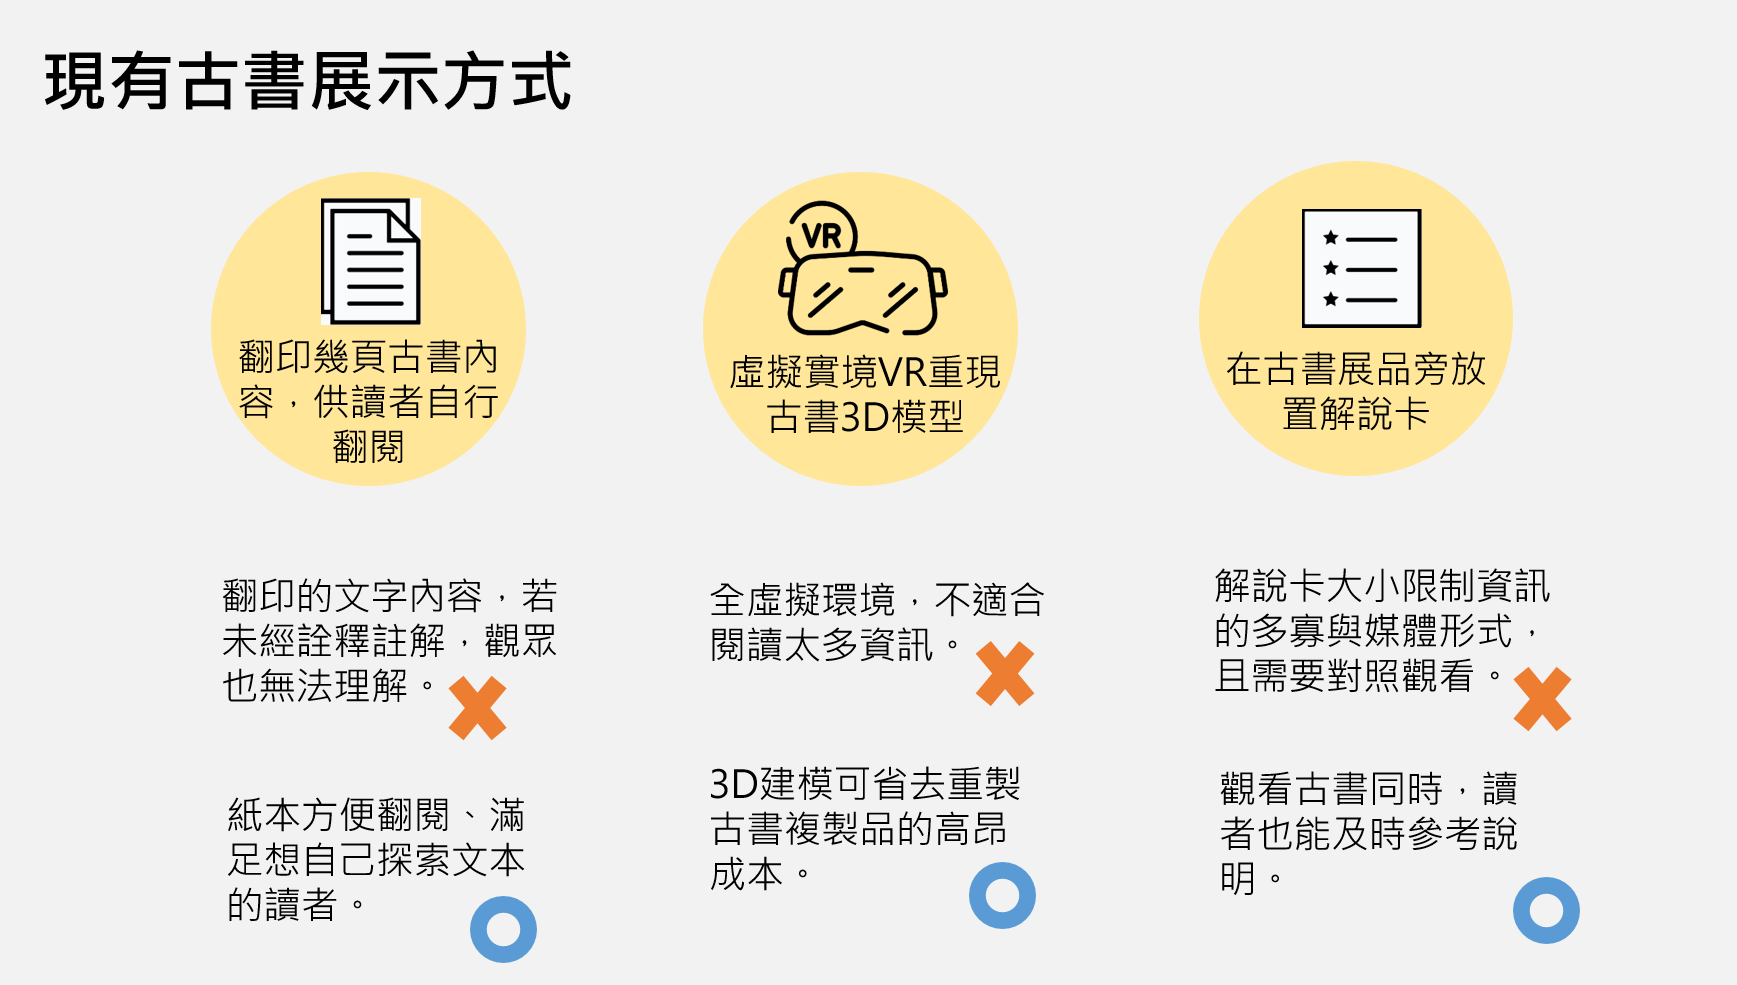 現有古書展示方式
翻印幾頁古書內
容，供讀者自行
翻閱
VR
虛擬實境VR重現
古書3D模型
在古書展品旁放
置解說卡
翻印的文字內容，若
未經詮釋註解，觀眾
也無法理解。
全虛擬環境，不適合
閱讀太多資訊。
解說卡大小限制資訊
的多寡與媒體形式，
且需要對照觀看。
紙本方便翻閱、滿
足想自己探索文本
的讀者。
3D建模可省去重製
古書複製品的高昂
成本。
觀看古書同時，讀
者也能及時參考說
明。